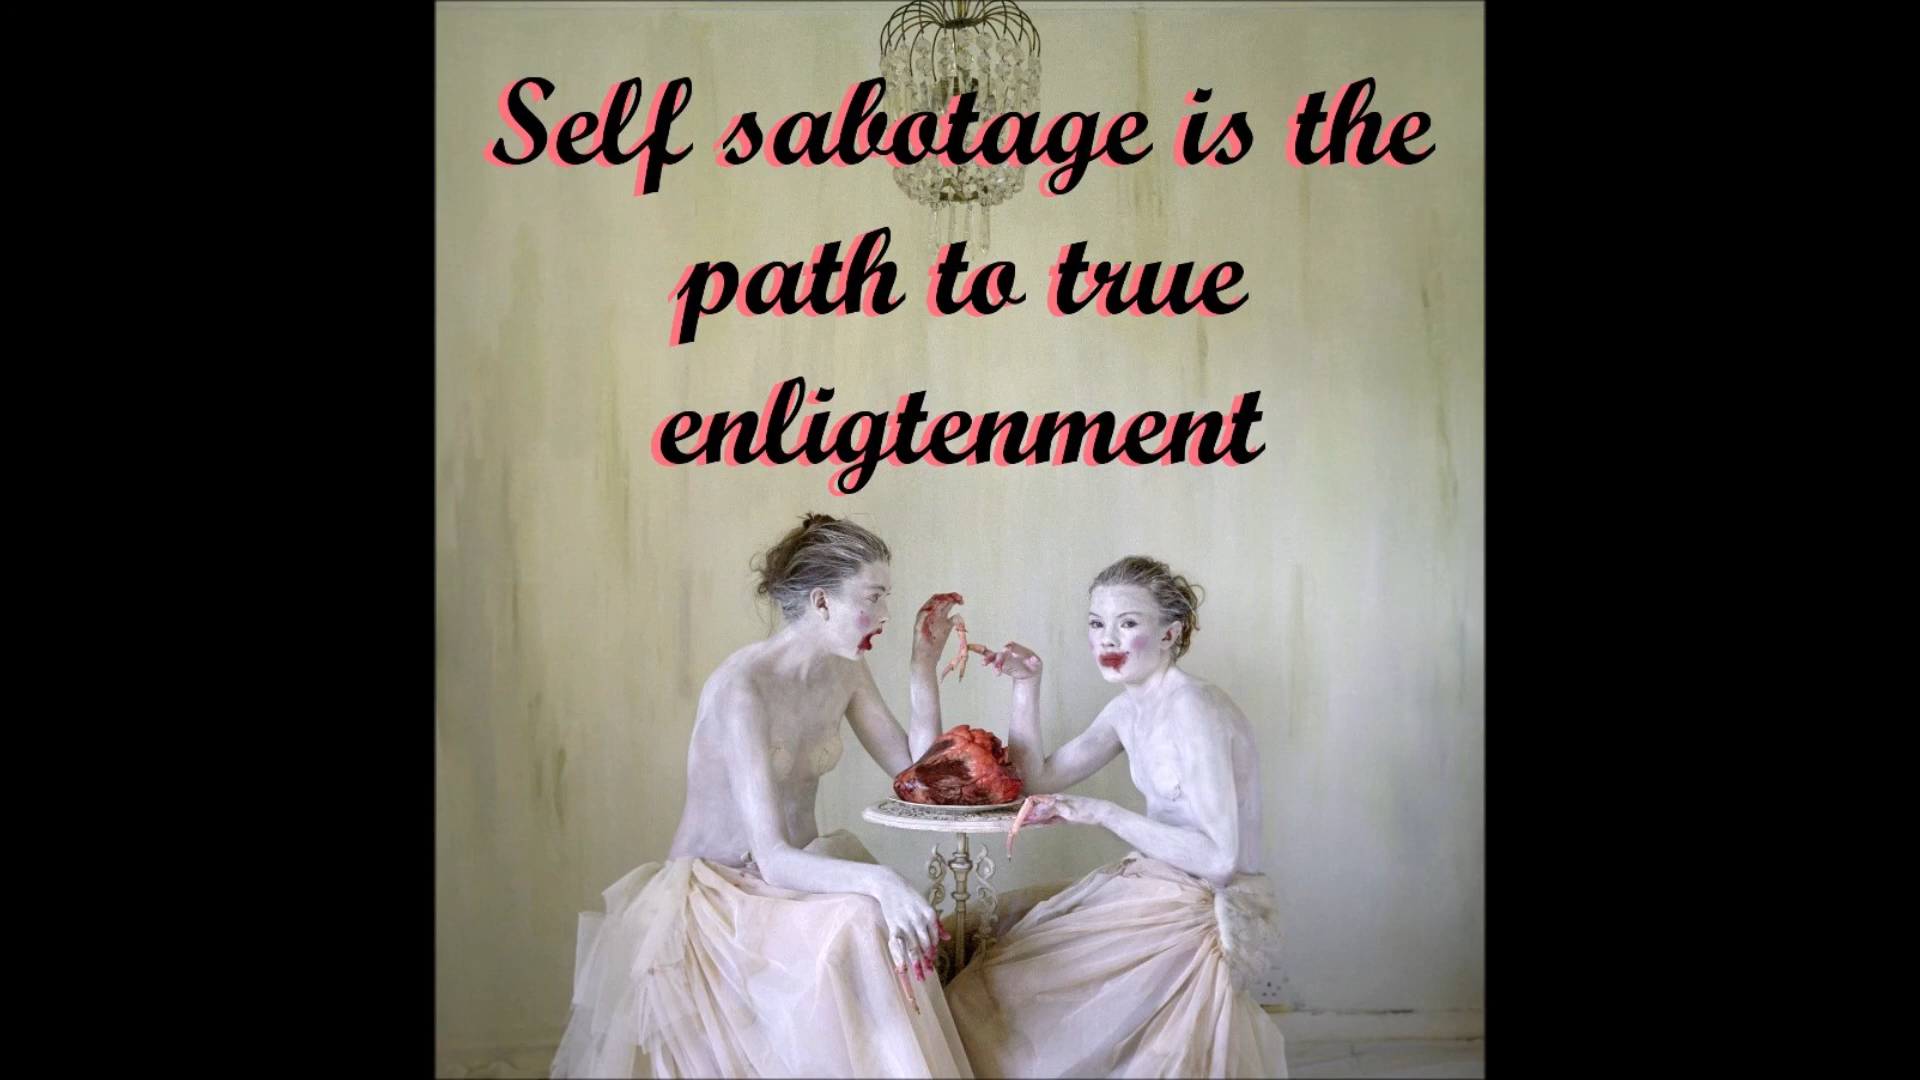 Self sabotage is the
path to true
enligtenment